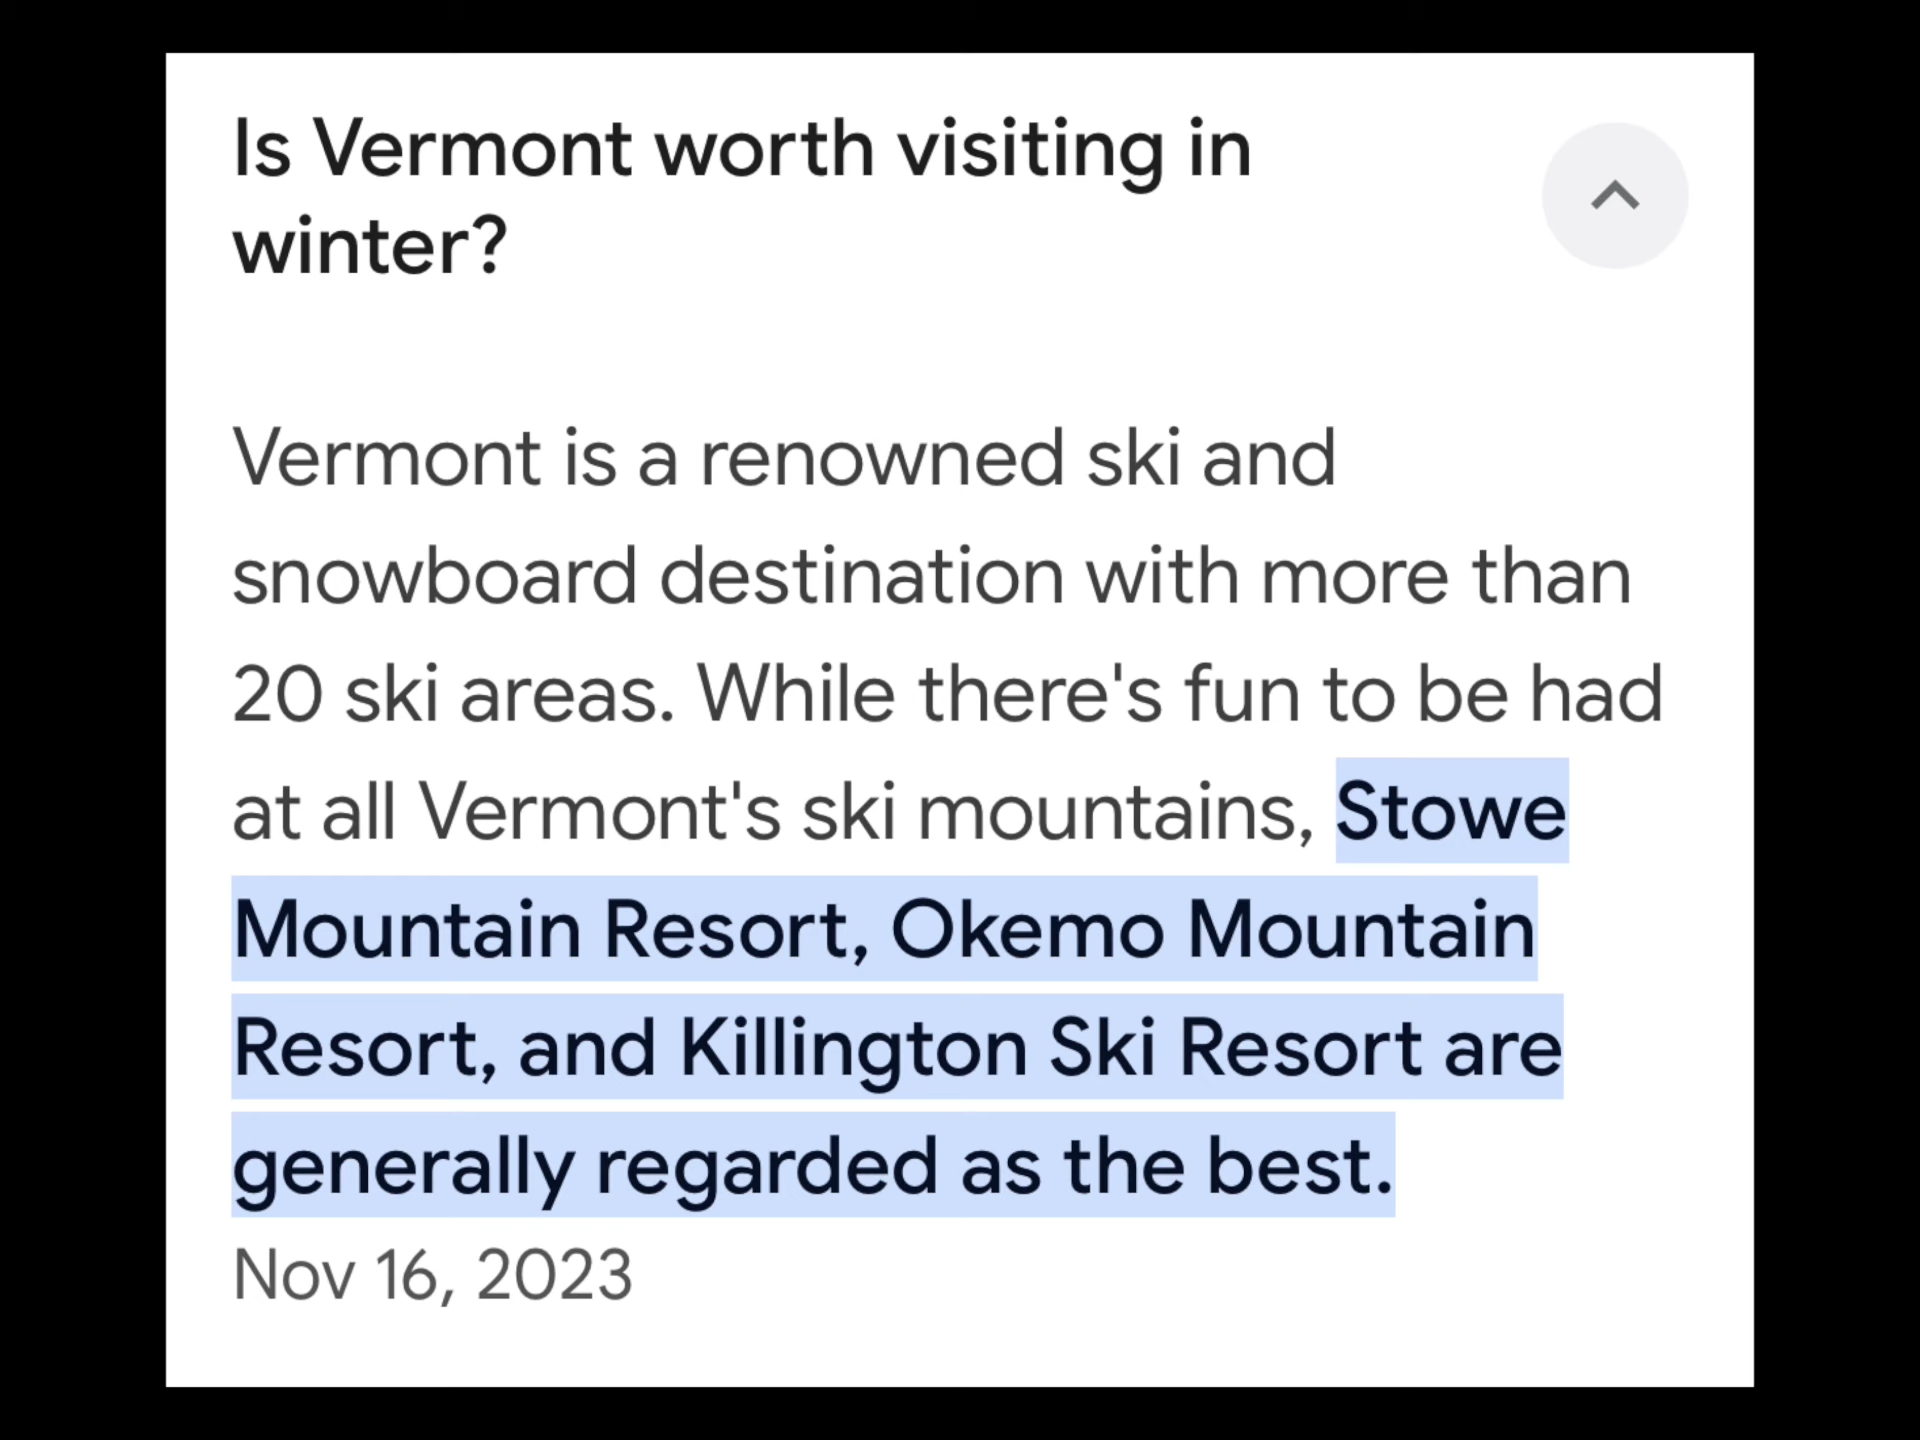 Is Vermont worth visiting in
winter?
Vermont is a renowned ski and
snowboard destination with more than
20 ski areas. While there's fun to be had
at all Vermont's ski mountains, Stowe
Mountain Resort, Okemo Mountain
Resort, and Killington Ski Resort are
generally regarded as the best.
Nov 16, 2023